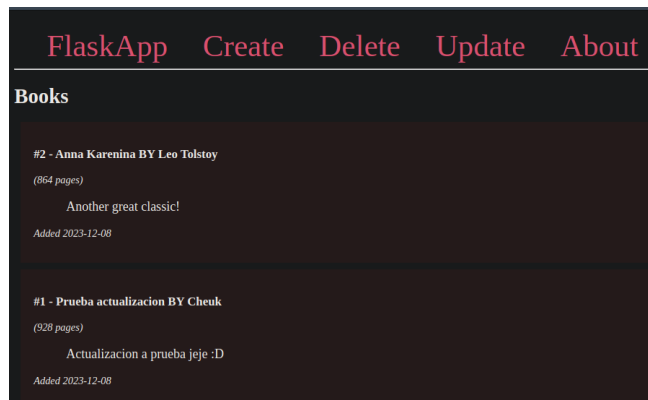 FlaskApp Create Delete Update About
Books
#2 - Anna Karenina BY Leo Tolstoy
(864 pages)
Another great classic!
Added 2023-12-08
#1 - Prueba actualizacion BY Cheuk
(928 pages)
Actualizacion a prueba jeje :D
Added 2023-12-08